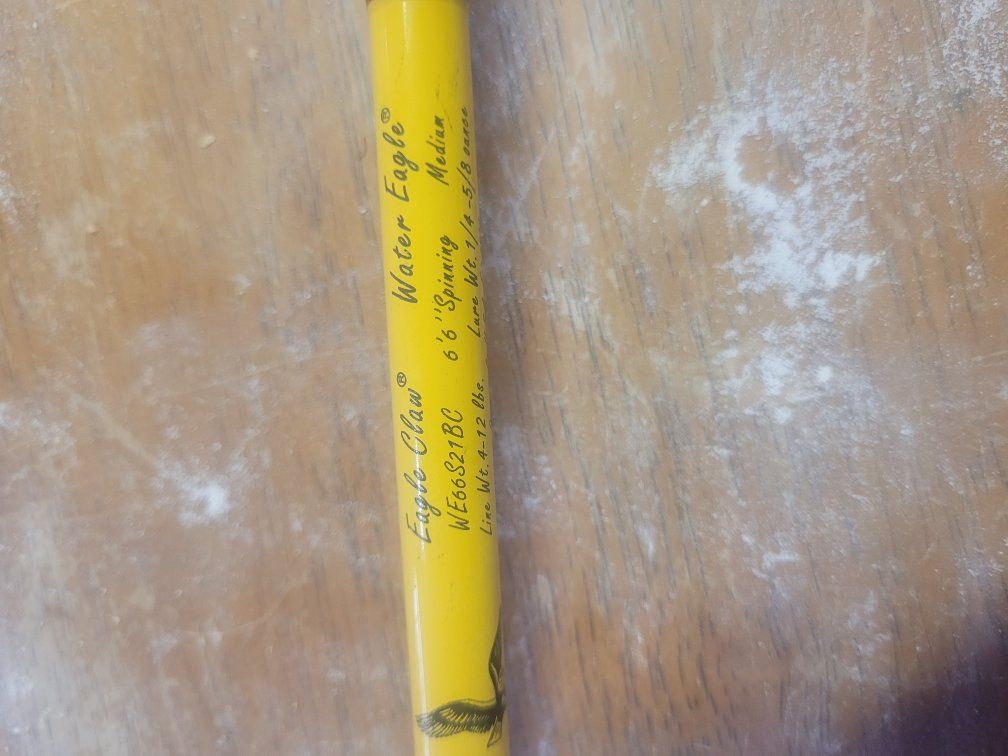 Eagle Claw® Water Eagle®
WE66S21BC 6'6'' Spinning Medium
Line Wt. 4-12 lbs. Lure Wt. 1/4-5/8 ounce